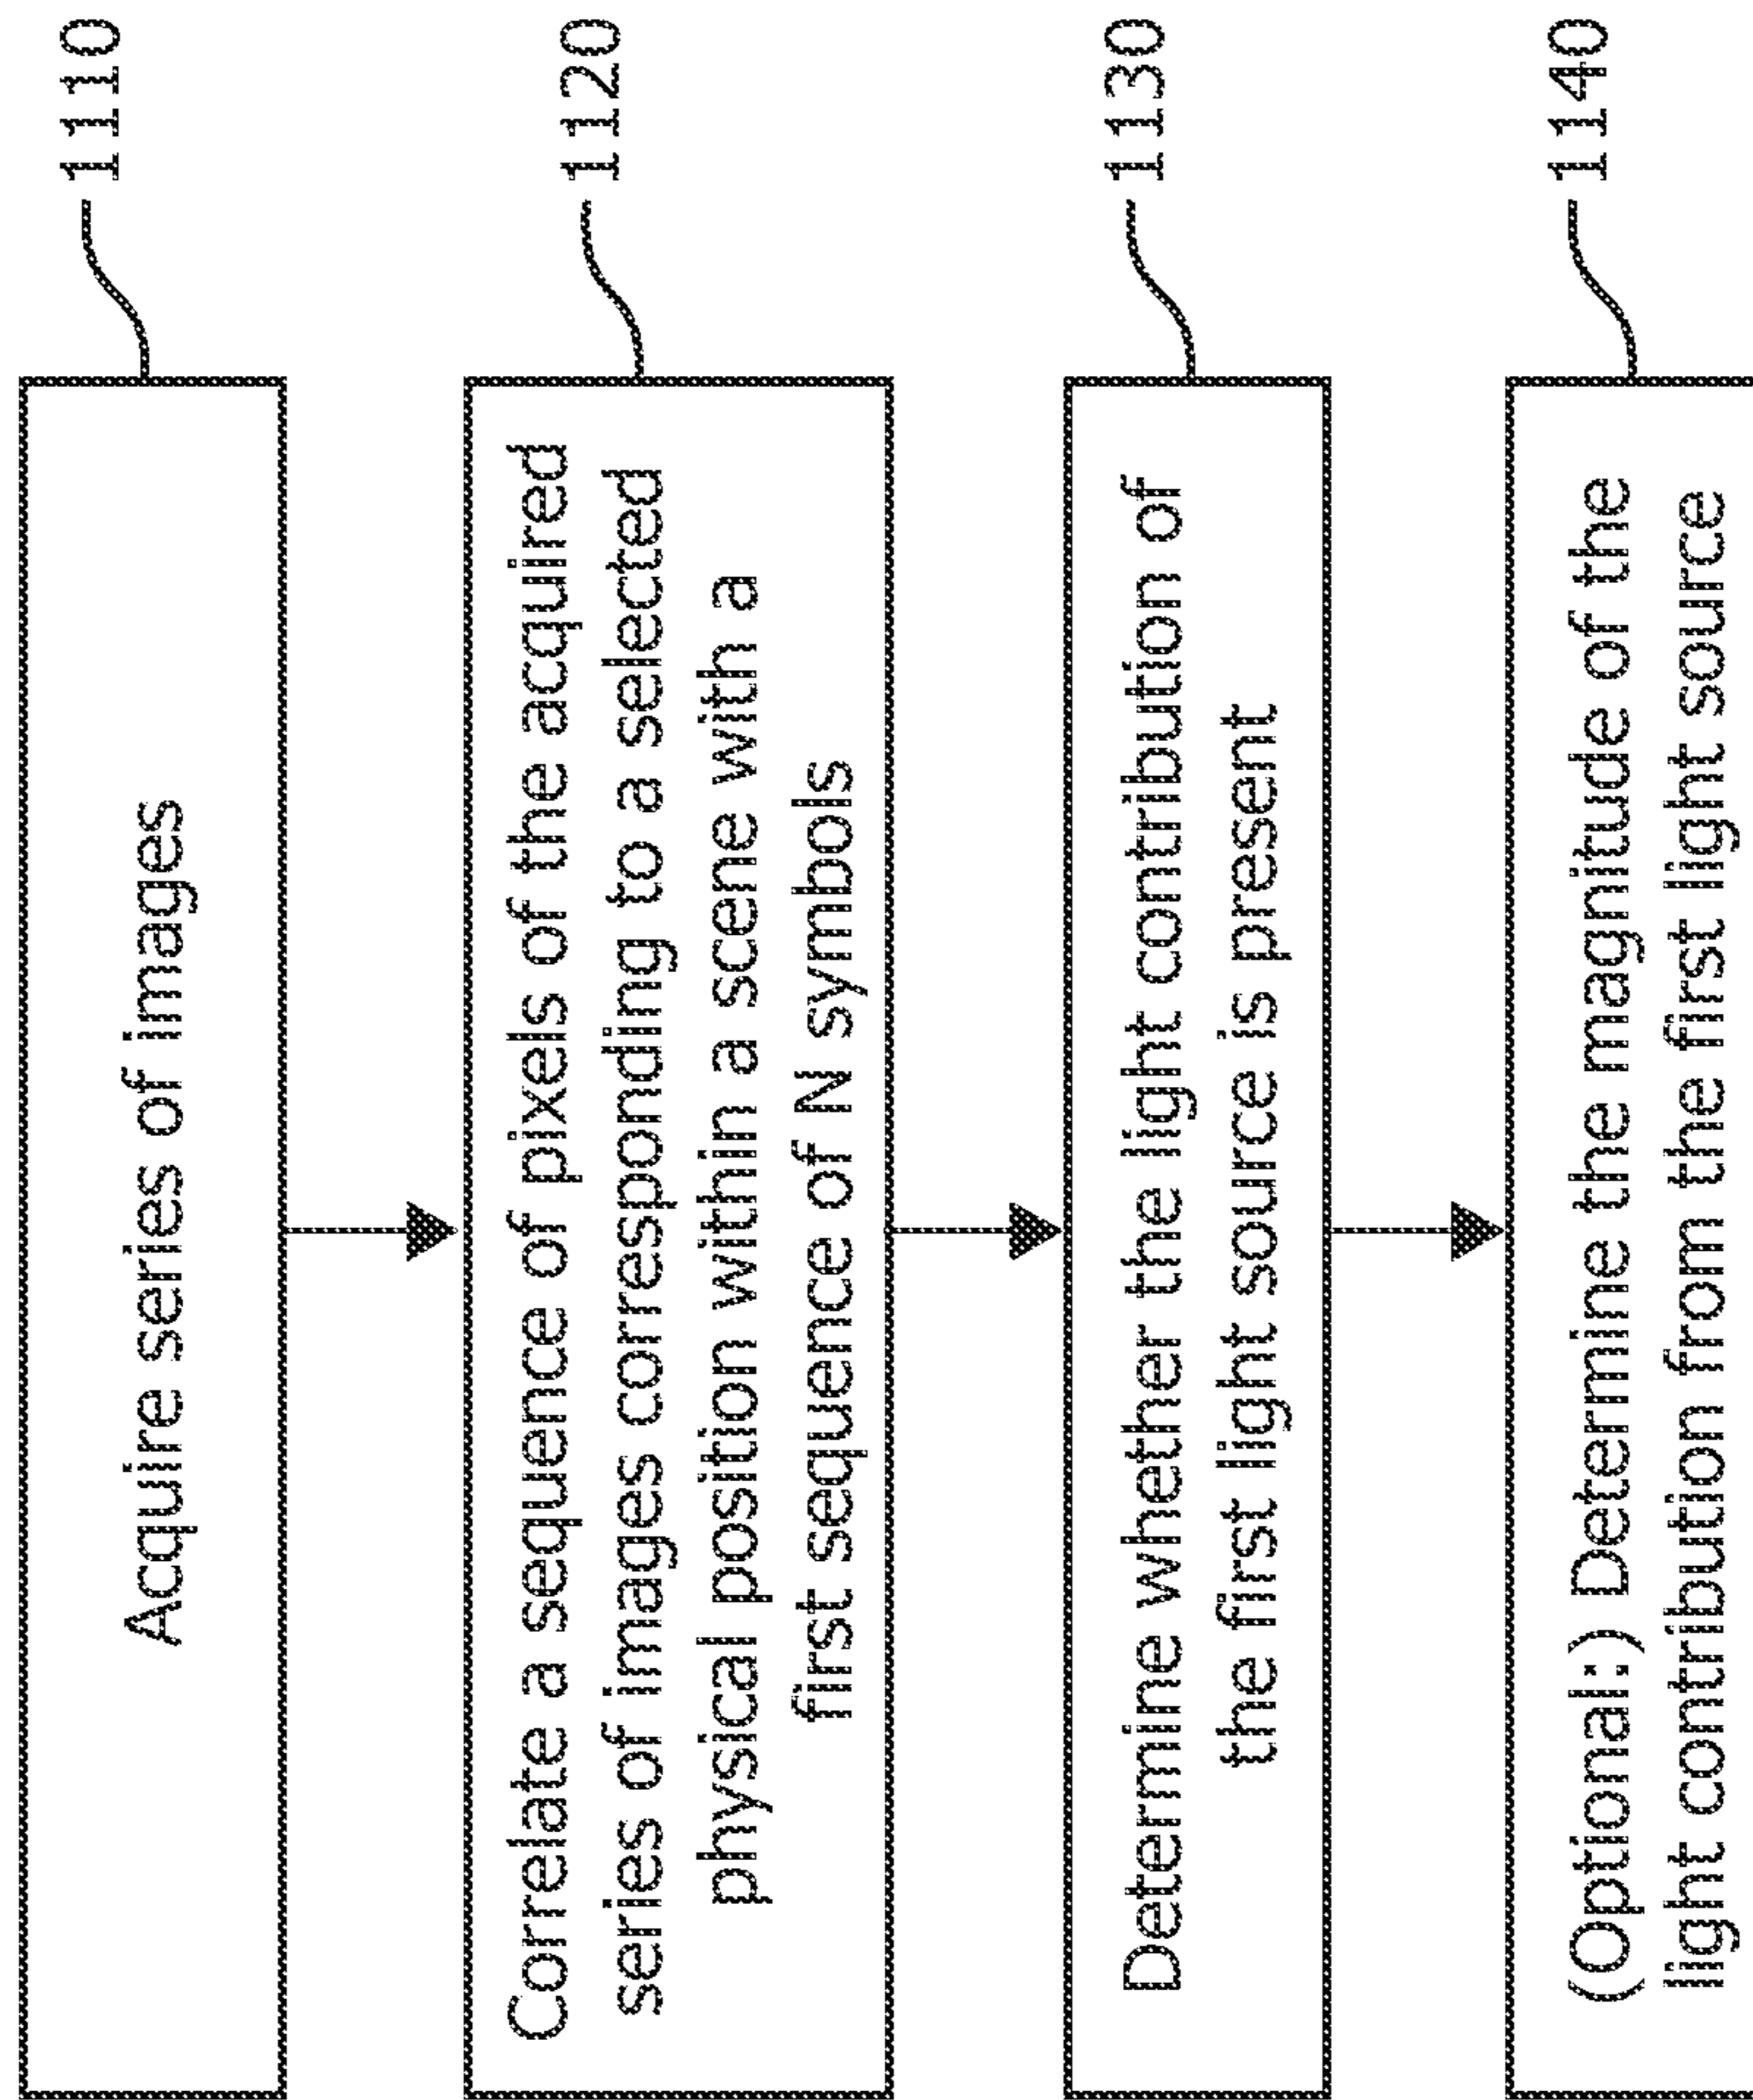 Acquire series of images
1110
Correlate a sequence of pixels of the acquired
series of images corresponding to a selected
physical position within a scene with a
first sequence of N symbols
1120
Determine whether the light contribution of
the first light source is present
1130
(Optional:) Determine the magnitude of the
light contribution from the first light source
1140